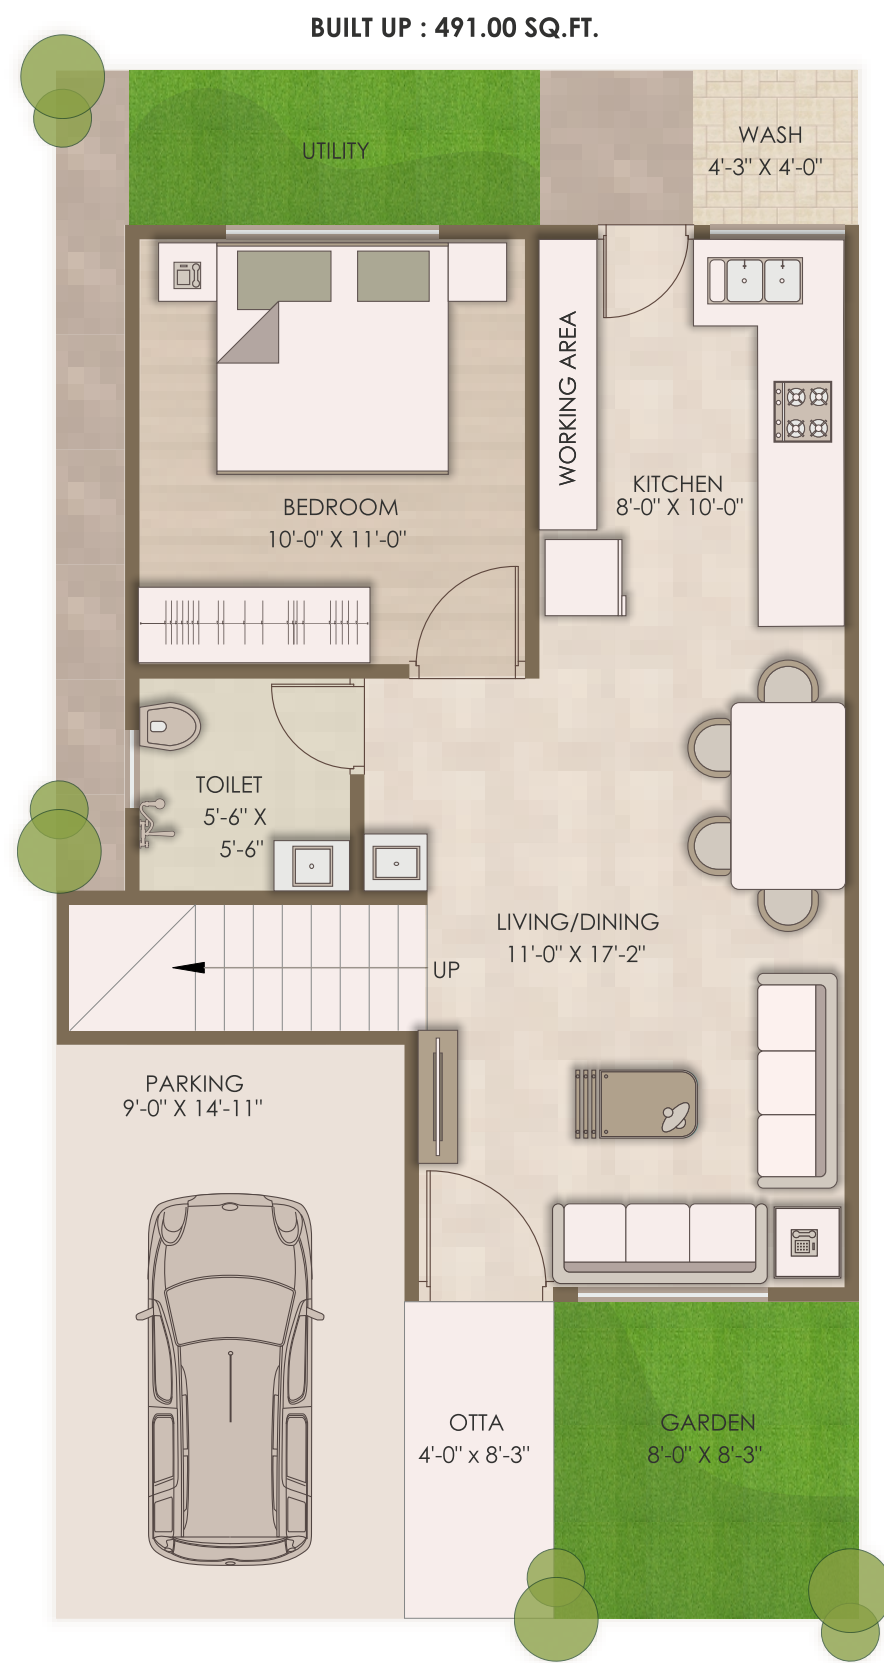 BUILT UP : 491.00 SQ.FT.
UTILITY
WASH
4'-3" X 4'-0"
WORKING AREA
KITCHEN
8'-0" X 10'-0"
BEDROOM
10'-0" X 11'-0"
TOILET
5'-6" X
5'-6"
LIVING/DINING
11'-0" X 17'-2"
UP
PARKING
9'-0" X 14'-11"
OTTA
4'-0" x 8'-3"
GARDEN
8'-0" X 8'-3"